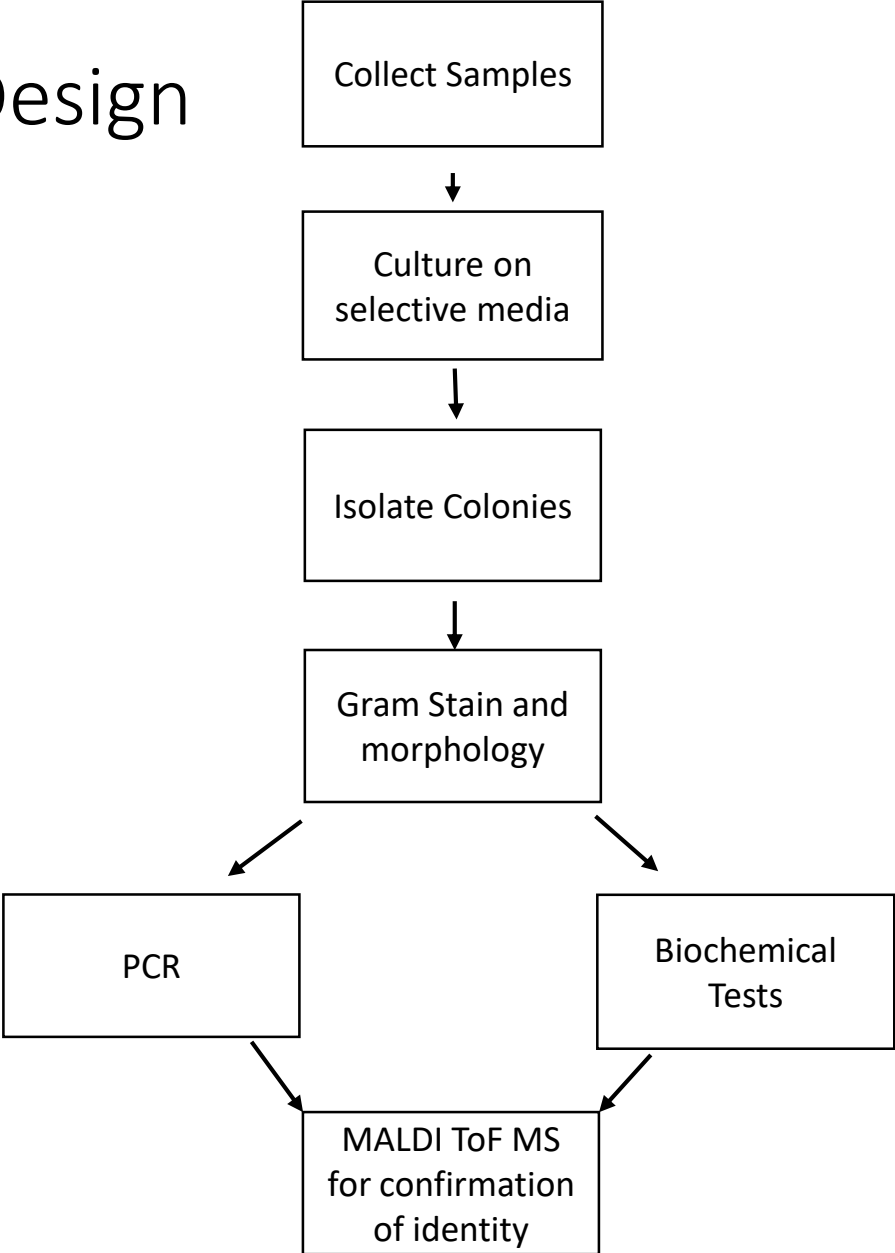 Design
Collect Samples
Culture on
selective media
Isolate Colonies
Gram Stain and
morphology
PCR
Biochemical
Tests
MALDI ToF MS
for confirmation
of identity